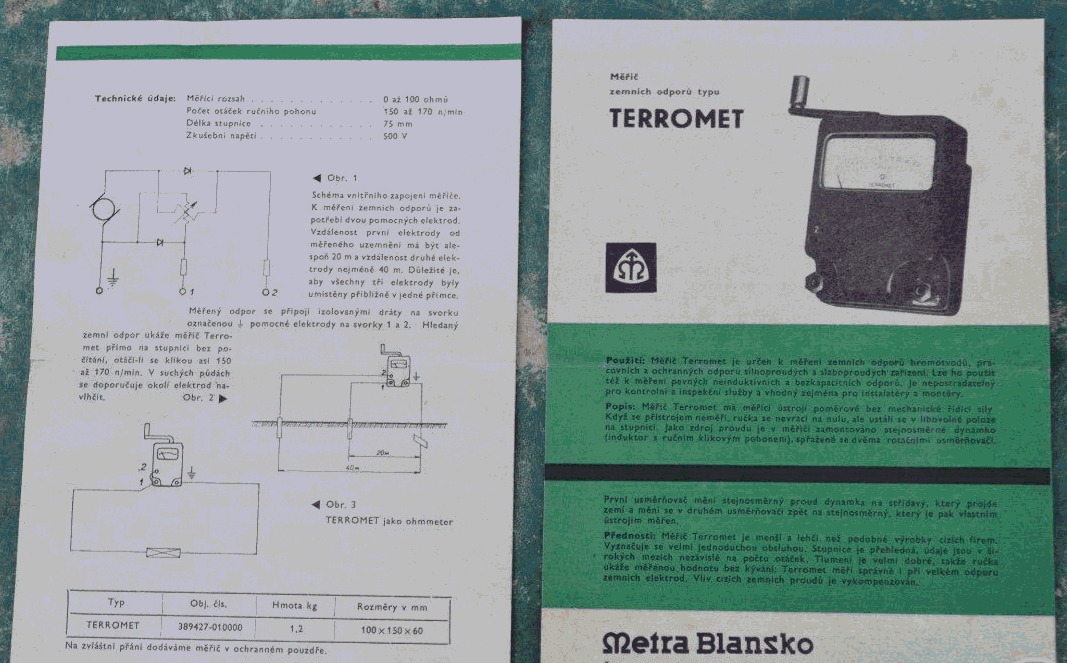 Technické údaje: Měřicí rozsah . . . . . . . . . . . . . 0 až 100 ohmů
Počet otáček ručního pohonu 150 až 170 n/min
Délka stupnice . . . . . . . . . . . . 75 mm
Zkušební napětí . . . . . . . . . . . . 500 V
◀ Obr. 1
Schéma vnitřního zapojení měřiče.
K měření zemních odporů je za-
potřebí dvou pomocných elektrod.
Vzdálenost první elektrody od
měřeného uzemnění má být ale-
spoň 20 m a vzdálenost druhé elek-
trody nejméně 40 m. Důležité je,
aby všechny tři elektrody byly
umístěny přibližně v jedné přímce.
1 2
Měřený odpor se připojí izolovanými dráty na svorku
označenou ⏚ pomocné elektrody na svorky 1 a 2. Hledaný
zemní odpor ukáže měřič Terro-
met přímo na stupnici bez po-
čítání, otáčí-li se klikou asi 150
až 170 n/min. V suchých půdách
se doporučuje okolí elektrod na-
vlhčit. Obr. 2 ▶
2
1
20m
40m
2
1
◀ Obr. 3
TERROMET jako ohmmeter
Typ Obj. čís. Hmota kg Rozměry v mm
TERROMET 389427-010000 1,2 100 × 150 × 60
Na zvláštní přání dodáváme měřič v ochranném pouzdře.
Měřič
zemních odporů typu
TERROMET
TERROMET
2
Použití: Měřič Terromet je určen k měření zemních odporů hromosvodů, pra-
covních a ochranných odporů silnoproudých a slaboproudých zařízení. Lze ho použít
též k měření pevných neinduktivních a bezkapacitních odporů. Je nepostradatelný
pro kontrolní a inspekční služby a vhodný zejména pro instalatéry a montéry.
Popis: Měřič Terromet má měřicí ústrojí poměrové bez mechanické řídicí síly.
Když se přístrojem neměří, ručka se nevrací na nulu, ale ustálí se v libovolné poloze
na stupnici. Jako zdroj proudu je v měřiči zamontováno stejnosměrné dynamko
(induktor s ručním klikovým pohonem), spřažené se dvěma rotačními usměrňovači.
První usměrňovač mění stejnosměrný proud dynamka na střídavý, který projde
zemí a mění se v druhém usměrňovači zpět na stejnosměrný, který je pak vlastním
ústrojím měřen.
Přednosti: Měřič Terromet je menší a lehčí než podobné výrobky cizích firem.
Vyznačuje se velmi jednoduchou obsluhou. Stupnice je přehledná, údaje jsou v ši-
rokých mezích nezávislé na počtu otáček. Tlumení je velmi dobré, takže ručka
ukáže měřenou hodnotu bez kývání. Terromet měří správně i při velkém odporu
zemních elektrod. Vliv cizích zemních proudů je vykompenzován.
Metra Blansko